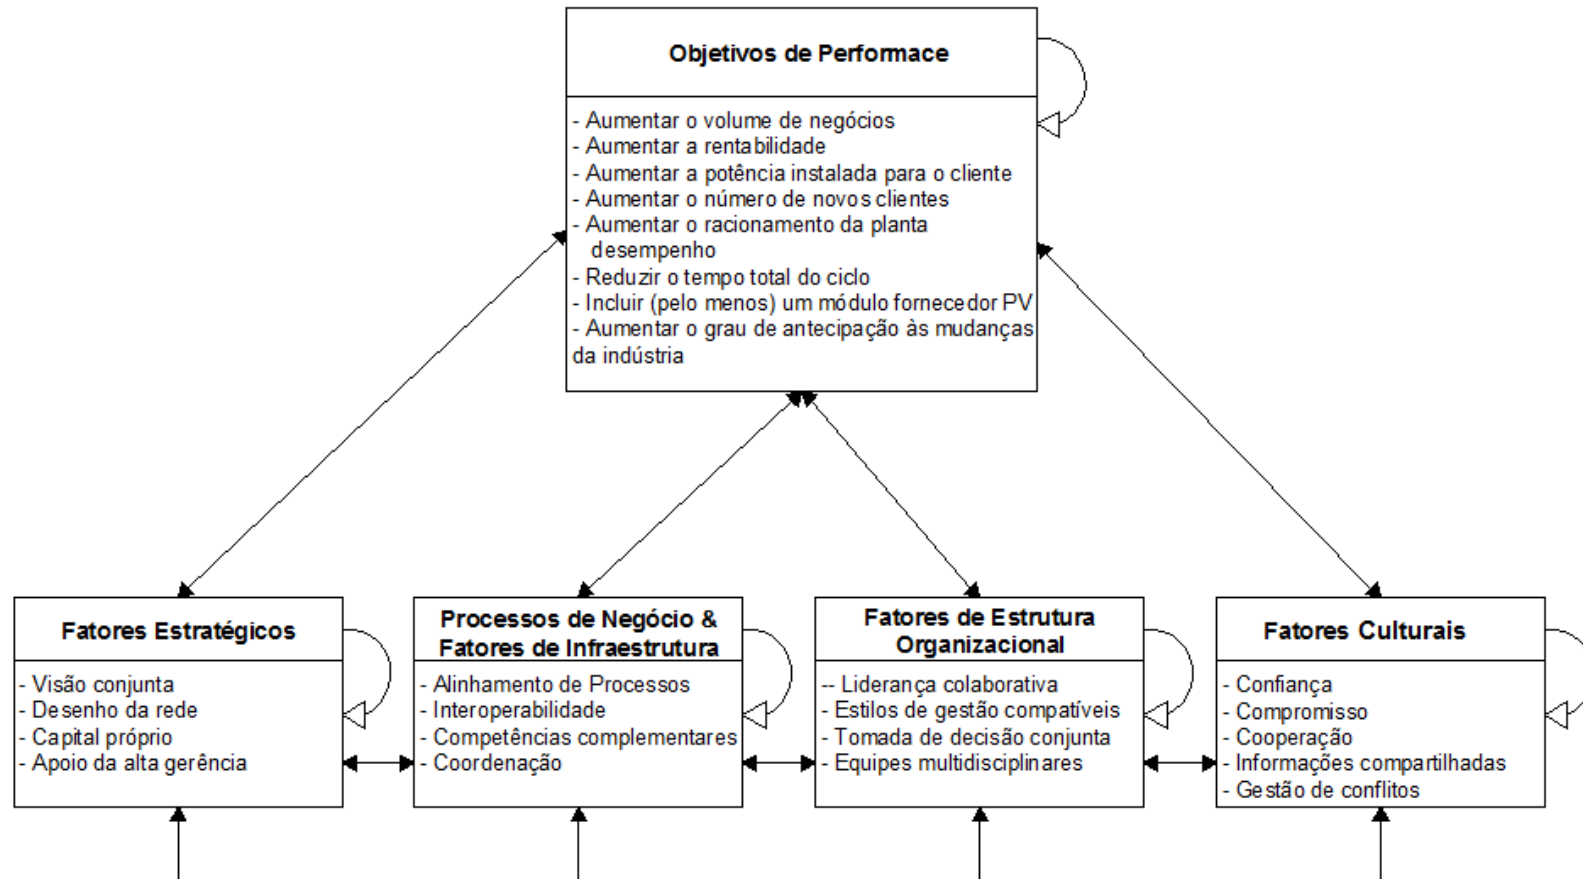 Objetivos de Performace
- Aumentar o volume de negócios
- Aumentar a rentabilidade
- Aumentar a potência instalada para o cliente
- Aumentar o número de novos clientes
- Aumentar o racionamento da planta
desempenho
- Reduzir o tempo total do ciclo
- Incluir (pelo menos) um módulo fornecedor PV
- Aumentar o grau de antecipação às mudanças
da indústria
Fatores Estratégicos
- Visão conjunta
- Desenho da rede
- Capital próprio
- Apoio da alta gerência
Processos de Negócio &
Fatores de Infraestrutura
- Alinhamento de Processos
- Interoperabilidade
- Competências complementares
- Coordenação
Fatores de Estrutura
Organizacional
-- Liderança colaborativa
- Estilos de gestão compatíveis
- Tomada de decisão conjunta
- Equipes multidisciplinares
Fatores Culturais
- Confiança
- Compromisso
- Cooperação
- Informações compartilhadas
- Gestão de conflitos